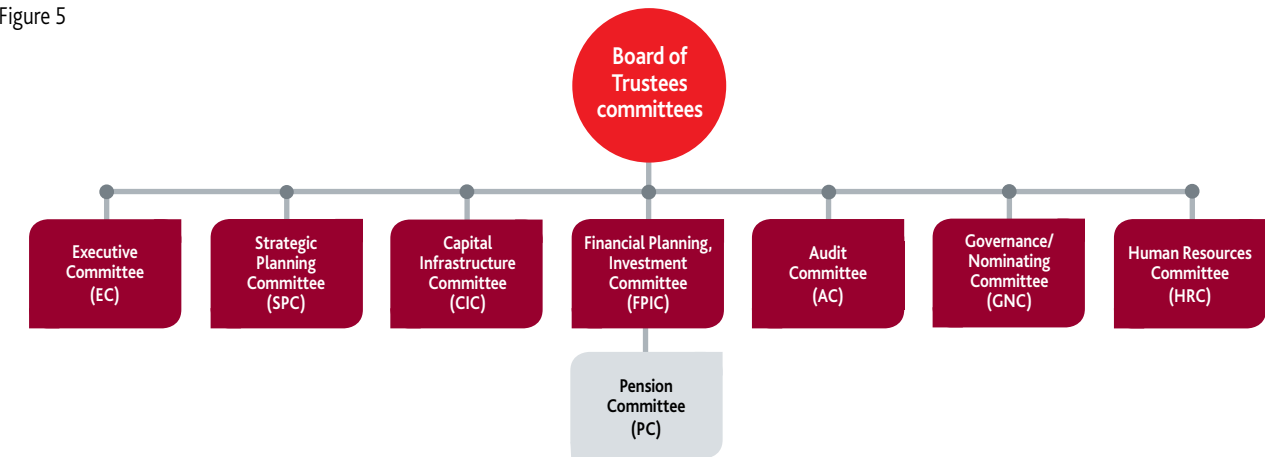 Figure 5
Board of
Trustees
committees
Executive
Committee
(EC)
Strategic
Planning
Committee
(SPC)
Capital
Infrastructure
Committee
(CIC)
Financial Planning,
Investment
Committee
(FPIC)
Audit
Committee
(AC)
Governance/
Nominating
Committee
(GNC)
Human Resources
Committee
(HRC)
Pension
Committee
(PC)